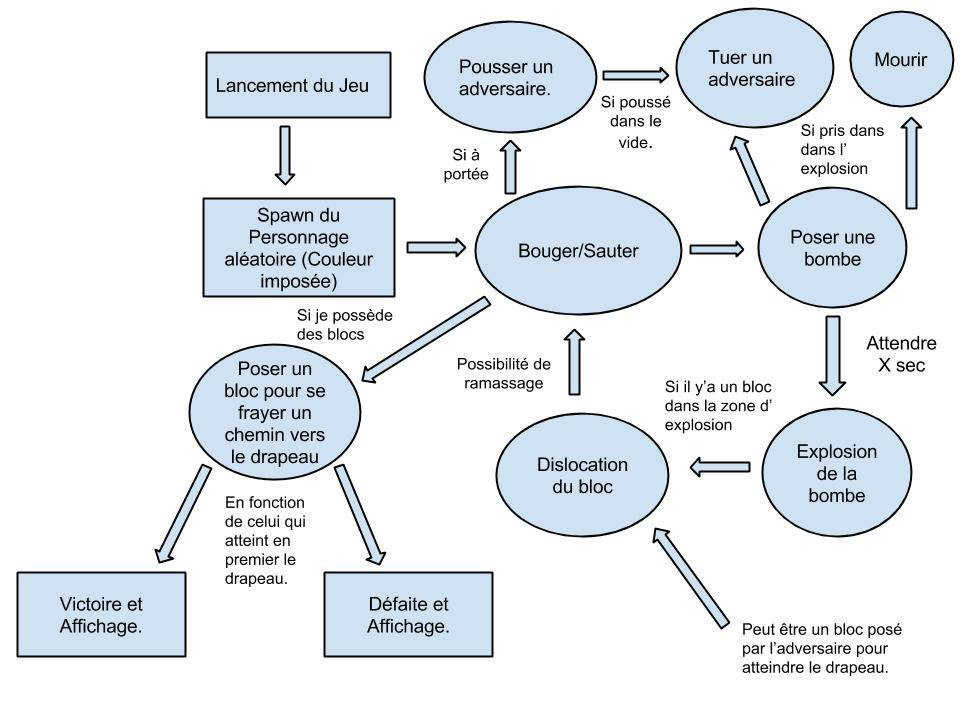 Lancement du Jeu
Pousser un
adversaire.
Tuer un
adversaire
Mourir
Si poussé
dans le
vide.
Si à
portée
Si pris dans
dans l’
explosion
Spawn du
Personnage
aléatoire (Couleur
imposée)
Bouger/Sauter
Poser une
bombe
Si je possède
des blocs
Attendre
X sec
Poser un
bloc pour se
frayer un
chemin vers
le drapeau
Possibilité de
ramassage
Si il y’a un bloc
dans la zone d’
explosion
Dislocation
du bloc
Explosion
de la
bombe
En fonction
de celui qui
atteint en
premier le
drapeau.
Victoire et
Affichage.
Défaite et
Affichage.
Peut être un bloc posé
par l’adversaire pour
atteindre le drapeau.